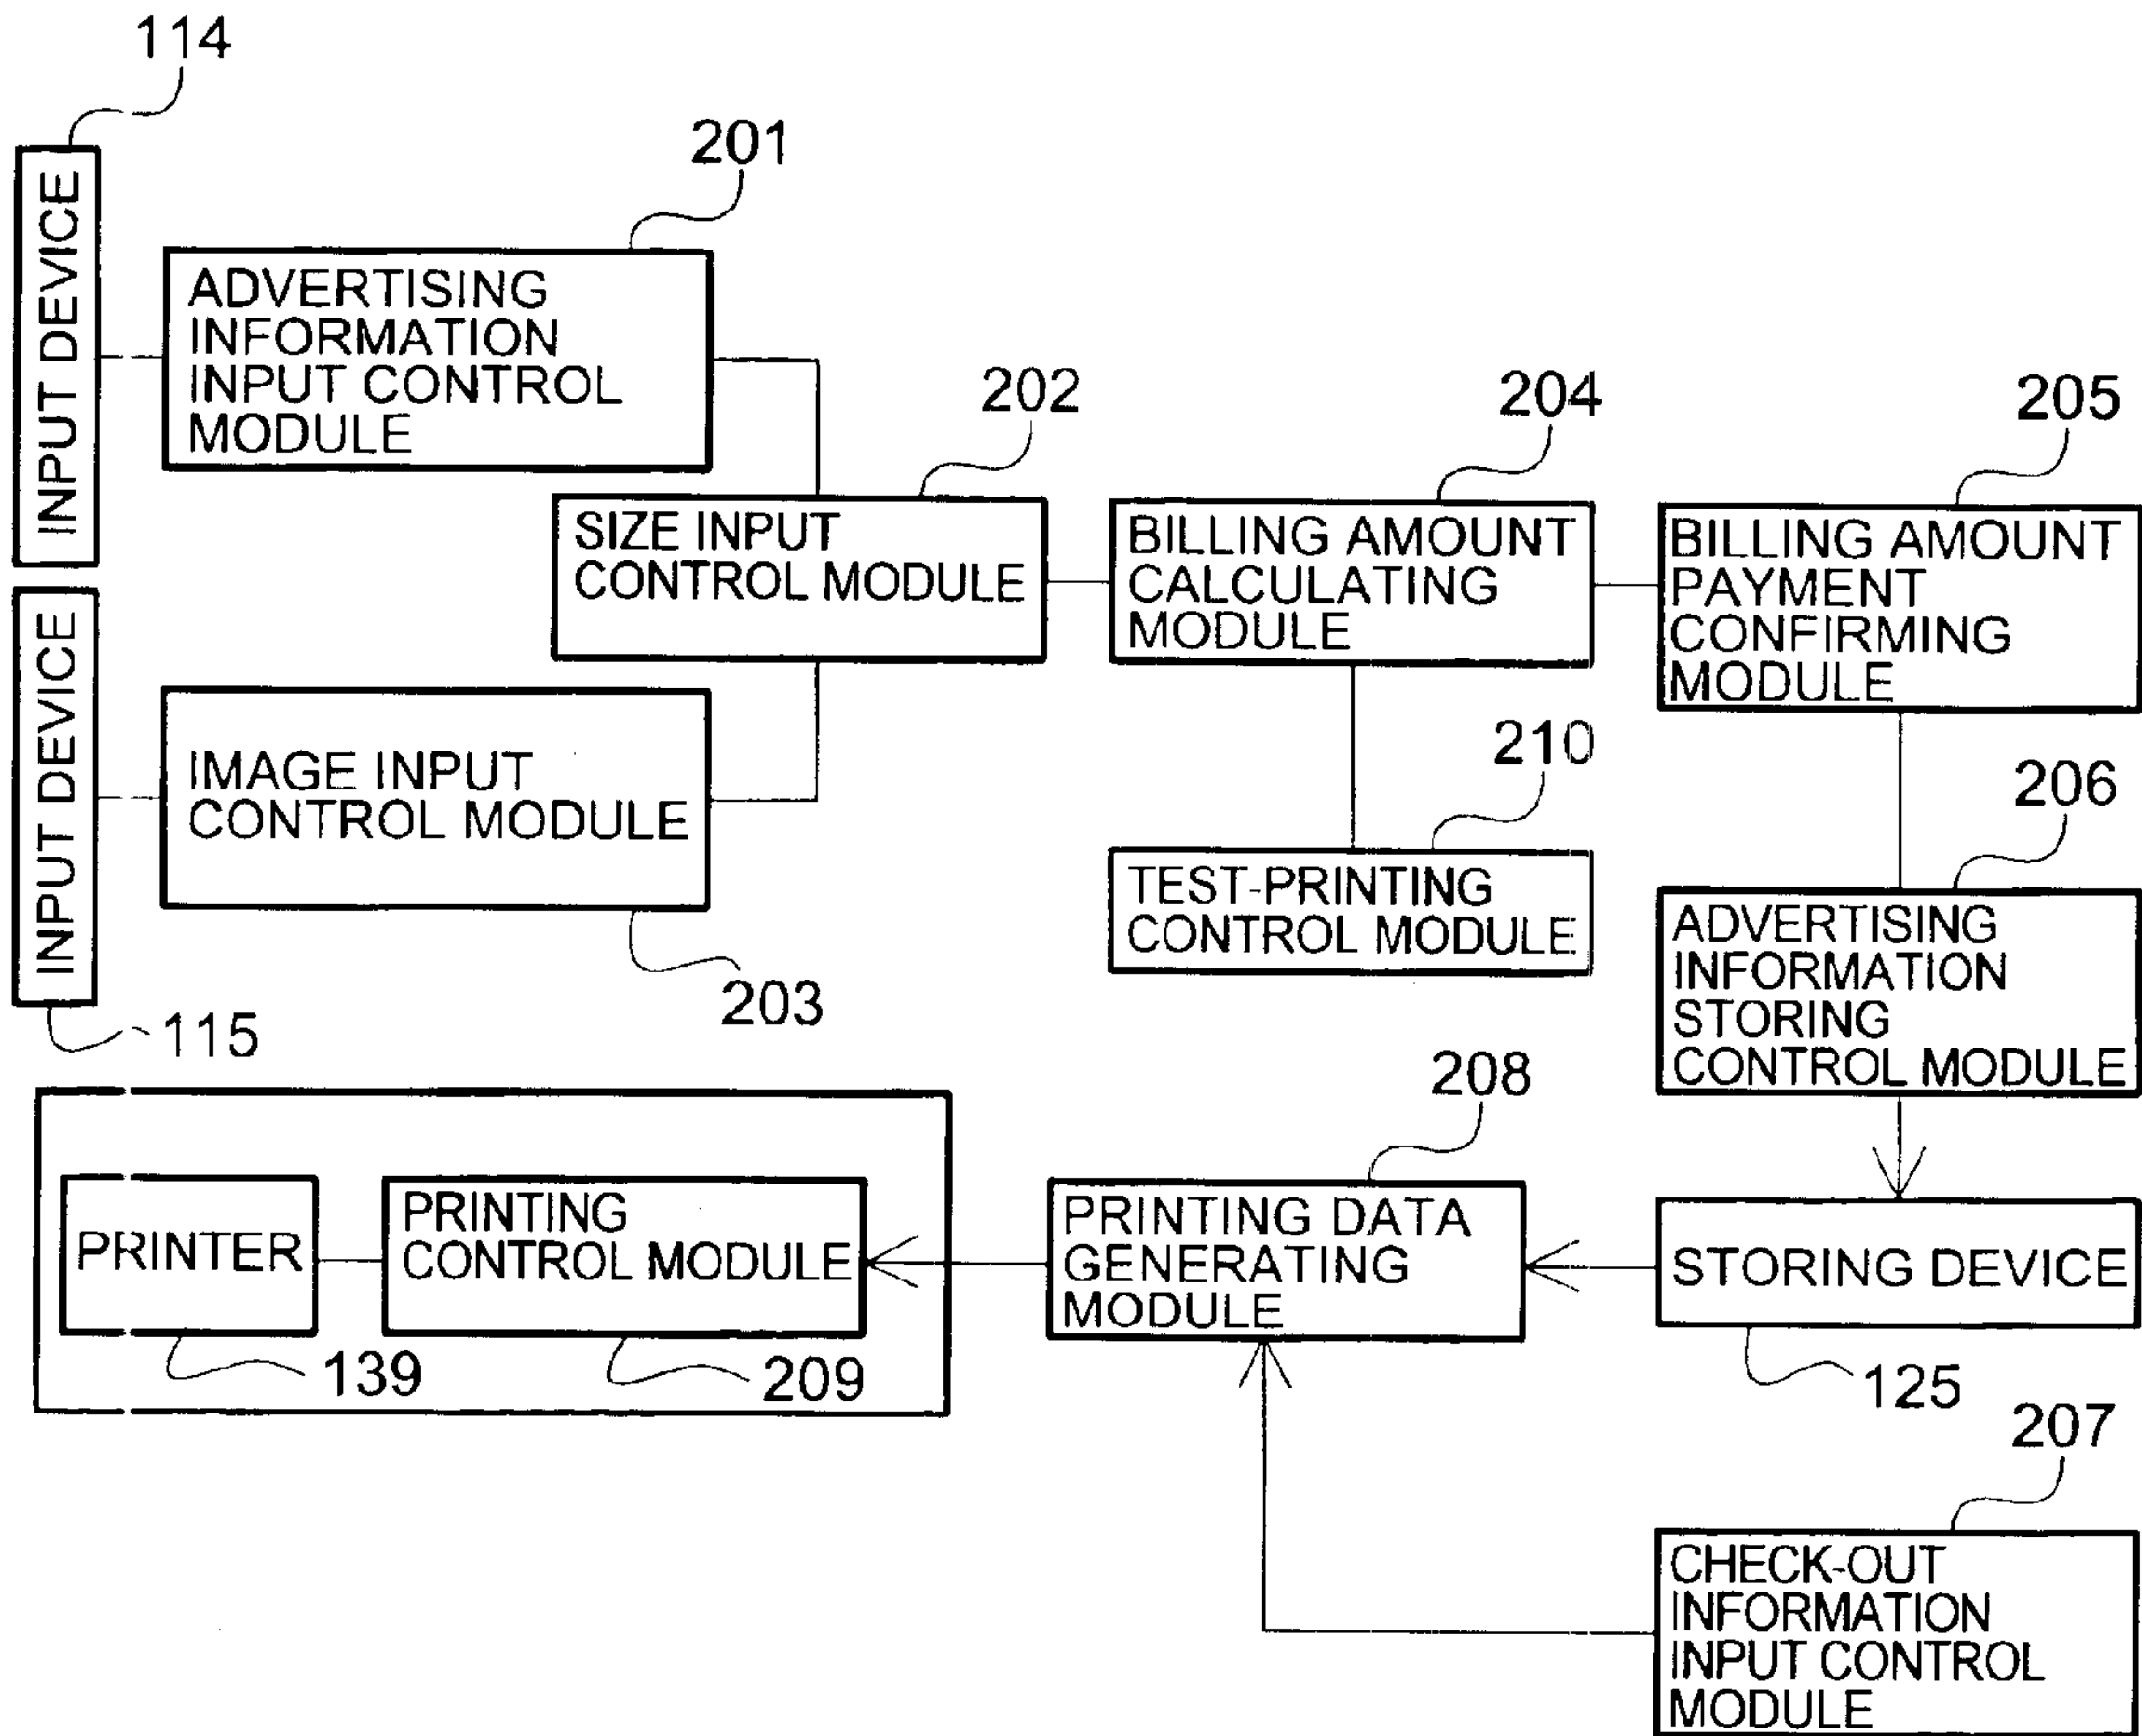 114
INPUT DEVICE
201
ADVERTISING
INFORMATION
INPUT CONTROL
MODULE
202
SIZE INPUT
CONTROL MODULE
204
BILLING AMOUNT
CALCULATING
MODULE
205
BILLING AMOUNT
PAYMENT
CONFIRMING
MODULE
INPUT DEVICE
115
IMAGE INPUT
CONTROL MODULE
203
210
TEST-PRINTING
CONTROL MODULE
206
ADVERTISING
INFORMATION
STORING
CONTROL MODULE
PRINTER
139
PRINTING
CONTROL MODULE
209
208
PRINTING DATA
GENERATING
MODULE
STORING DEVICE
125
207
CHECK-OUT
INFORMATION
INPUT CONTROL
MODULE